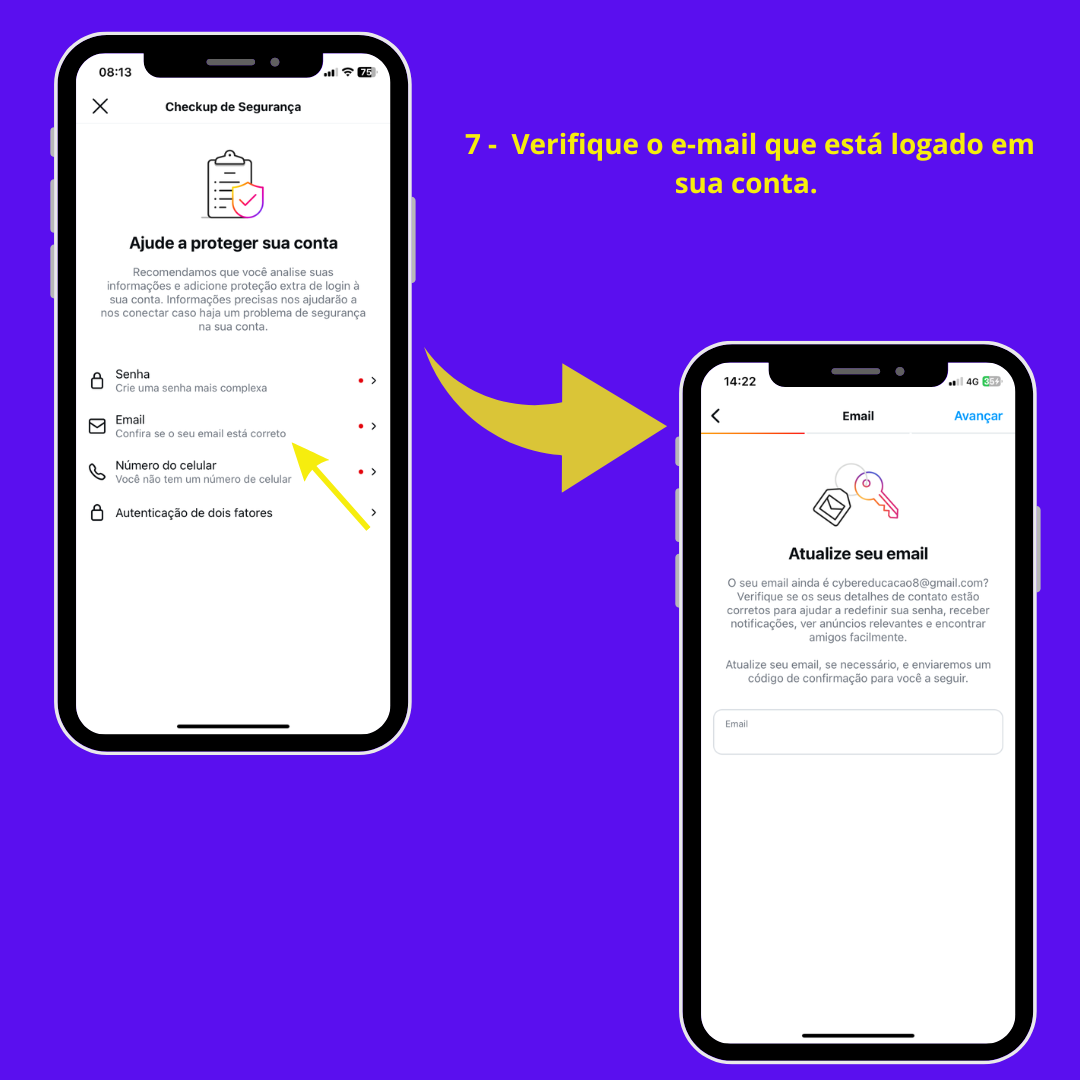 08:13
75
Checkup de Segurança
Ajude a proteger sua conta
Recomendamos que você analise suas
informações e adicione proteção extra de login à
sua conta. Informações precisas nos ajudarão a
nos conectar caso haja um problema de segurança
na sua conta.
Senha
Crie uma senha mais complexa
Email
Confira se o seu email está correto
Número do celular
Você não tem um número de celular
Autenticação de dois fatores
7 - Verifique o e-mail que está logado em
sua conta.
14:22
4G
35
Email
Avançar
Atualize seu email
O seu email ainda é cybereducacao8@gmail.com?
Verifique se os seus detalhes de contato estão
corretos para ajudar a redefinir sua senha, receber
notificações, ver anúncios relevantes e encontrar
amigos facilmente.
Atualize seu email, se necessário, e enviaremos um
código de confirmação para você a seguir.
Email